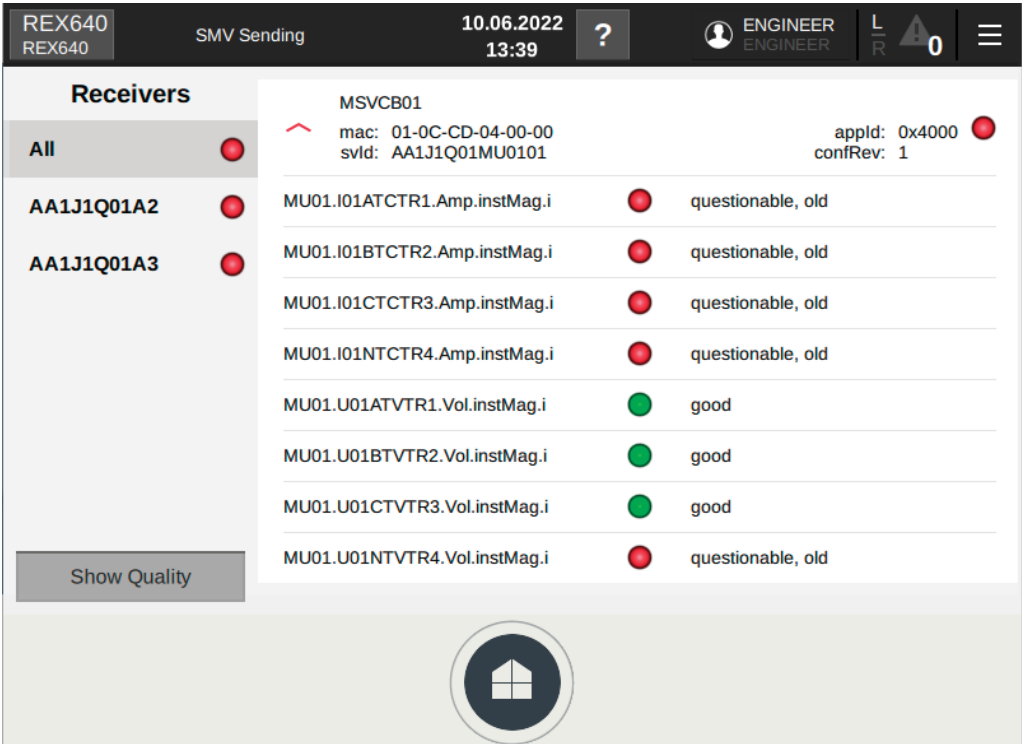 REX640
REX640
SMV Sending
10.06.2022
13:39
?
ENGINEER
ENGINEER
L
R
0
Receivers
All
AA1J1Q01A2
AA1J1Q01A3
Show Quality
MSVCB01
mac: 01-0C-CD-04-00-00
svId: AA1J1Q01MU0101
appId: 0x4000
confRev: 1
MU01.I01ATCTR1.Amp.instMag.i questionable, old
MU01.I01BTCTR2.Amp.instMag.i questionable, old
MU01.I01CTCTR3.Amp.instMag.i questionable, old
MU01.I01NTCTR4.Amp.instMag.i questionable, old
MU01.U01ATVTR1.Vol.instMag.i good
MU01.U01BTVTR2.Vol.instMag.i good
MU01.U01CTVTR3.Vol.instMag.i good
MU01.U01NTVTR4.Vol.instMag.i questionable, old